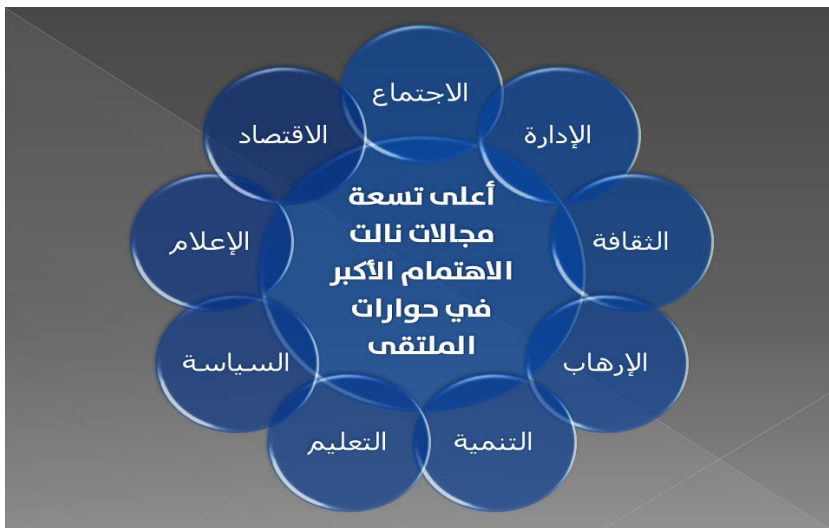 أعلى تسعة
مجالات نالت
الاهتمام الأكبر
في حوارات
الملتقى
الاجتماع
الإدارة
الثقافة
الإرهاب
التنمية
التعليم
السياسة
الإعلام
الاقتصاد